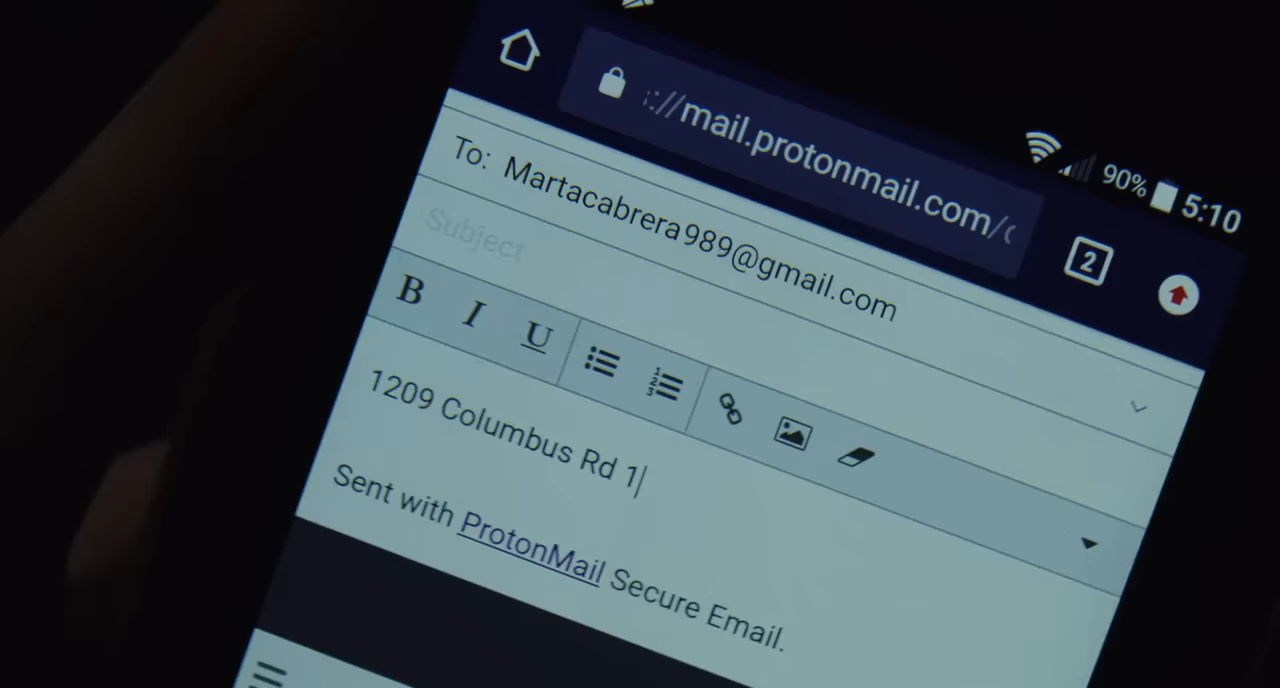 ://mail.protonmail.com/
90% 5:10
2
To: Martacabrera989@gmail.com
Subject
B I U
1209 Columbus Rd 1
Sent with ProtonMail Secure Email.